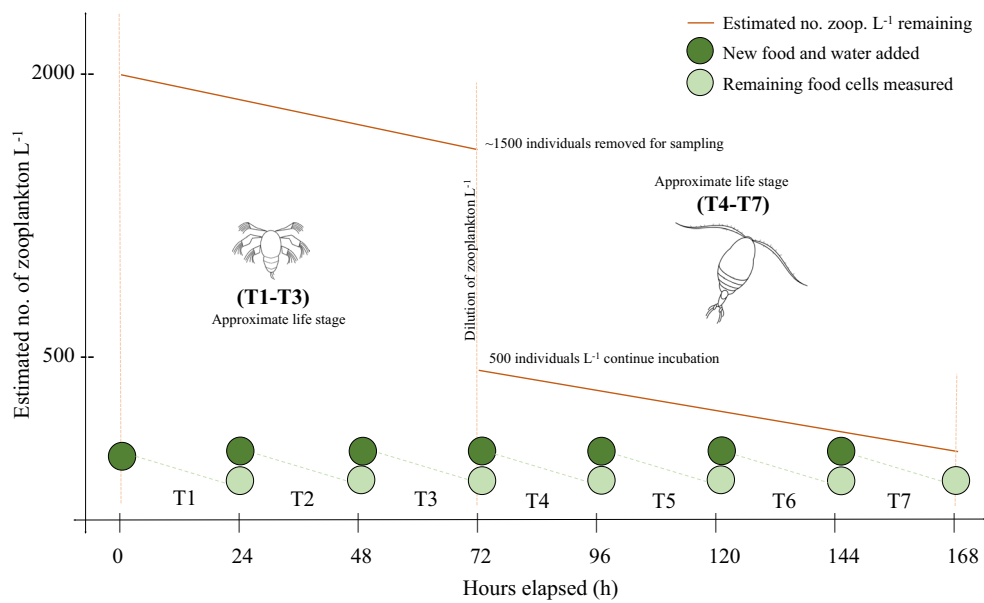 Estimated no. zoop. L-1 remaining
New food and water added
Remaining food cells measured
2000
500
Estimated no. of zooplankton L-1
~1500 individuals removed for sampling
Dilution of zooplankton L-1
Approximate life stage
(T4-T7)
(T1-T3)
Approximate life stage
500 individuals L-1 continue incubation
T1 T2 T3 T4 T5 T6 T7
0 24 48 72 96 120 144 168
Hours elapsed (h)